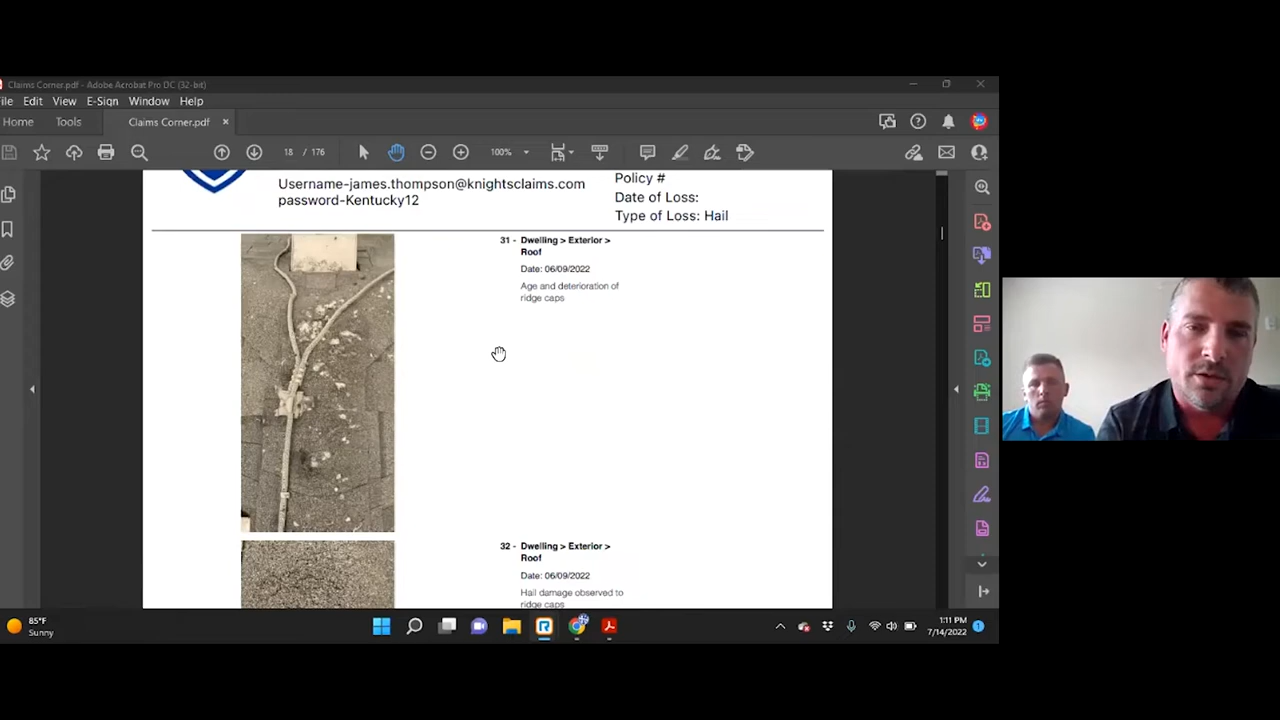 Claims Corner.pdf - Adobe Acrobat Pro DC (32-bit)
File Edit View E-Sign Window Help
Home Tools Claims Corner.pdf ×
18 / 176 100%
Username-james.thompson@knightsclaims.com
password-Kentucky12
Policy #
Date of Loss:
Type of Loss: Hail
31 - Dwelling > Exterior >
Roof
Date: 06/09/2022
Age and deterioration of
ridge caps
32 - Dwelling > Exterior >
Roof
Date: 06/09/2022
Hail damage observed to
ridge caps
85°F
Sunny
1:11 PM
7/14/2022
1